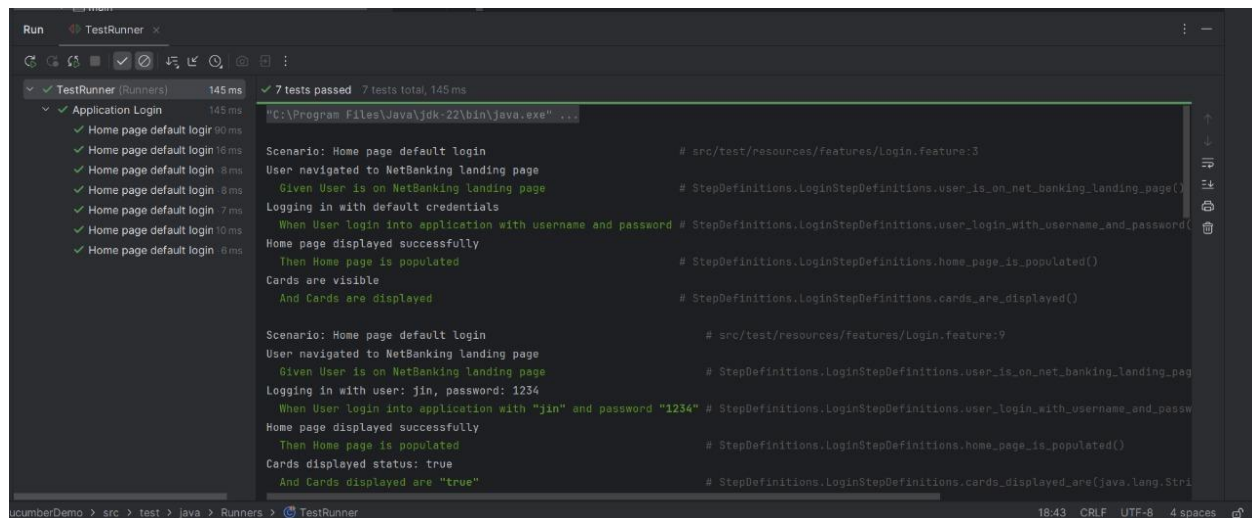 main
Run TestRunner ×
TestRunner (Runners) 145 ms
7 tests passed 7 tests total, 145 ms
Application Login 145 ms
"C:\Program Files\Java\jdk-22\bin\java.exe" ...
Home page default login 90 ms
Home page default login 16 ms
Home page default login 8 ms
Home page default login 8 ms
Home page default login 7 ms
Home page default login 10 ms
Home page default login 6 ms
Scenario: Home page default login # src/test/resources/features/Login.feature:3
User navigated to NetBanking landing page
Given User is on NetBanking landing page # StepDefinitions.LoginStepDefinitions.user_is_on_net_banking_landing_page()
Logging in with default credentials
When User login into application with username and password # StepDefinitions.LoginStepDefinitions.user_login_with_username_and_password(
Home page displayed successfully
Then Home page is populated # StepDefinitions.LoginStepDefinitions.home_page_is_populated()
Cards are visible
And Cards are displayed # StepDefinitions.LoginStepDefinitions.cards_are_displayed()
Scenario: Home page default login # src/test/resources/features/Login.feature:9
User navigated to NetBanking landing page
Given User is on NetBanking landing page # StepDefinitions.LoginStepDefinitions.user_is_on_net_banking_landing_pag
Logging in with user: jin, password: 1234
When User login into application with "jin" and password "1234" # StepDefinitions.LoginStepDefinitions.user_login_with_username_and_passw
Home page displayed successfully
Then Home page is populated # StepDefinitions.LoginStepDefinitions.home_page_is_populated()
Cards displayed status: true
And Cards displayed are "true" # StepDefinitions.LoginStepDefinitions.cards_displayed_are(java.lang.Stri
ucumberDemo > src > test > java > Runners > TestRunner 18:43 CRLF UTF-8 4 spaces